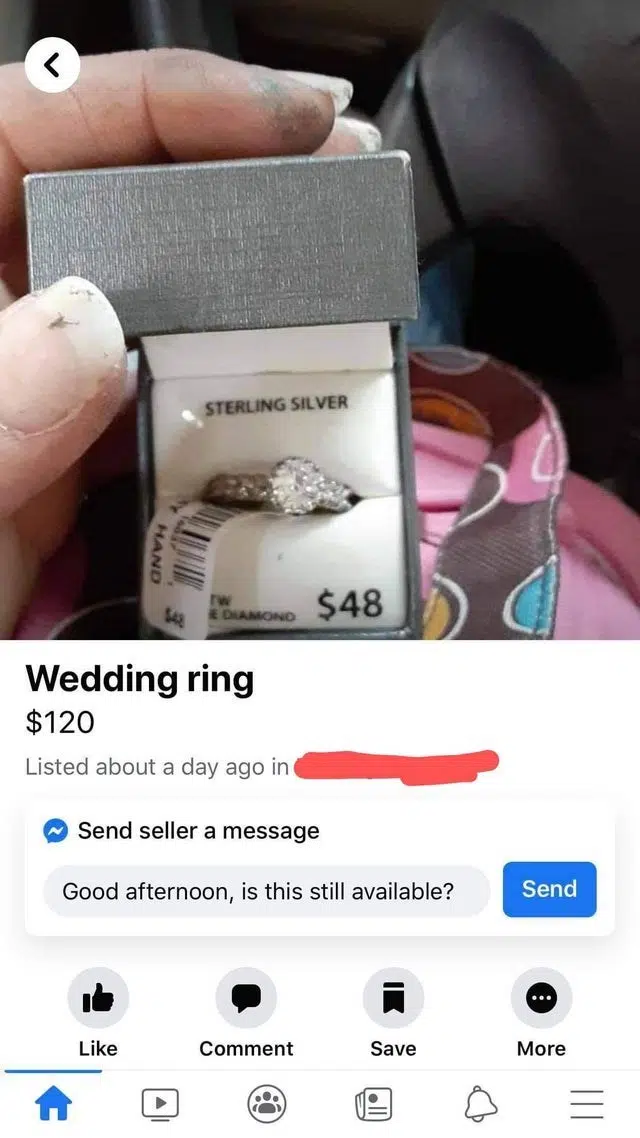 STERLING SILVER
HAND
$48
TW
E DIAMOND
$48
Wedding ring
$120
Listed about a day ago in
Send seller a message
Good afternoon, is this still available?
Send
Like
Comment
Save
More